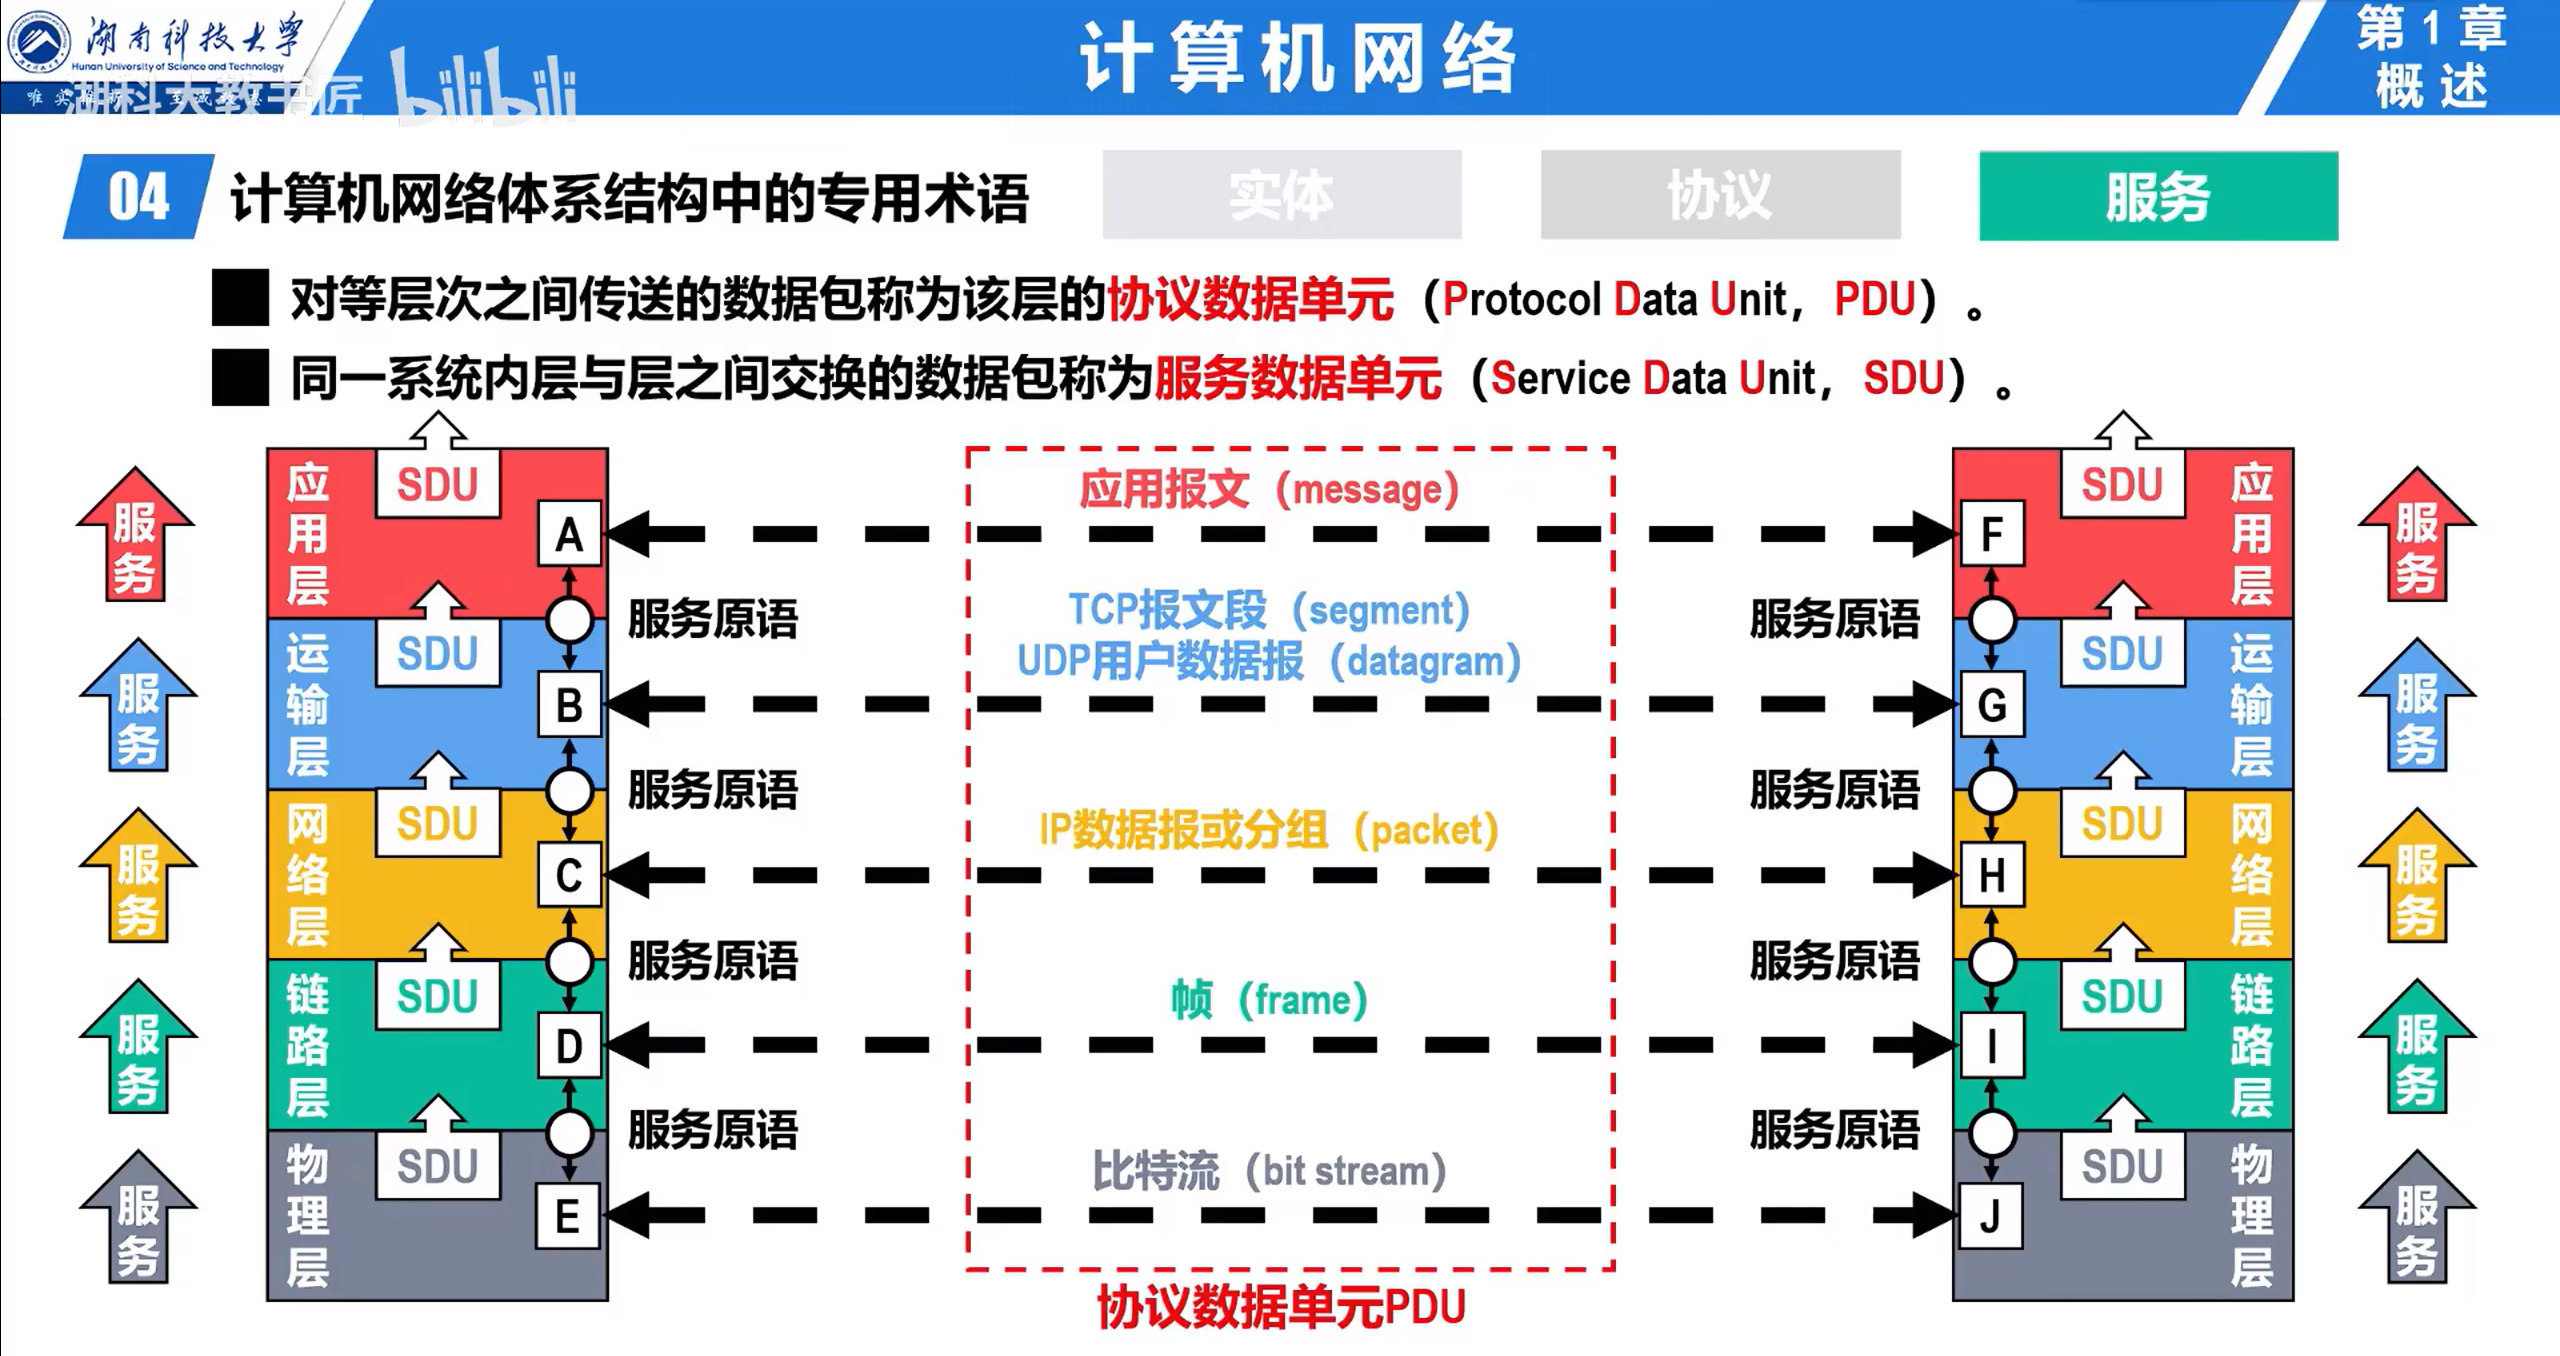 湖南科技大学
Hunan University of Science and Technology
湖科大教书匠 bilibili
计算机网络
第1章
概述
04 计算机网络体系结构中的专用术语
实体
协议
服务
对等层次之间传送的数据包称为该层的协议数据单元（Protocol Data Unit，PDU）。
同一系统内层与层之间交换的数据包称为服务数据单元（Service Data Unit，SDU）。
服务
服务
服务
服务
服务
应用层
SDU
A
服务原语
运输层
SDU
B
服务原语
网络层
SDU
C
服务原语
链路层
SDU
D
服务原语
物理层
SDU
E
应用报文（message）
TCP报文段（segment）
UDP用户数据报（datagram）
IP数据报或分组（packet）
帧（frame）
比特流（bit stream）
协议数据单元PDU
F
SDU
应用层
服务原语
G
SDU
运输层
服务原语
H
SDU
网络层
服务原语
I
SDU
链路层
服务原语
J
SDU
物理层
服务
服务
服务
服务
服务